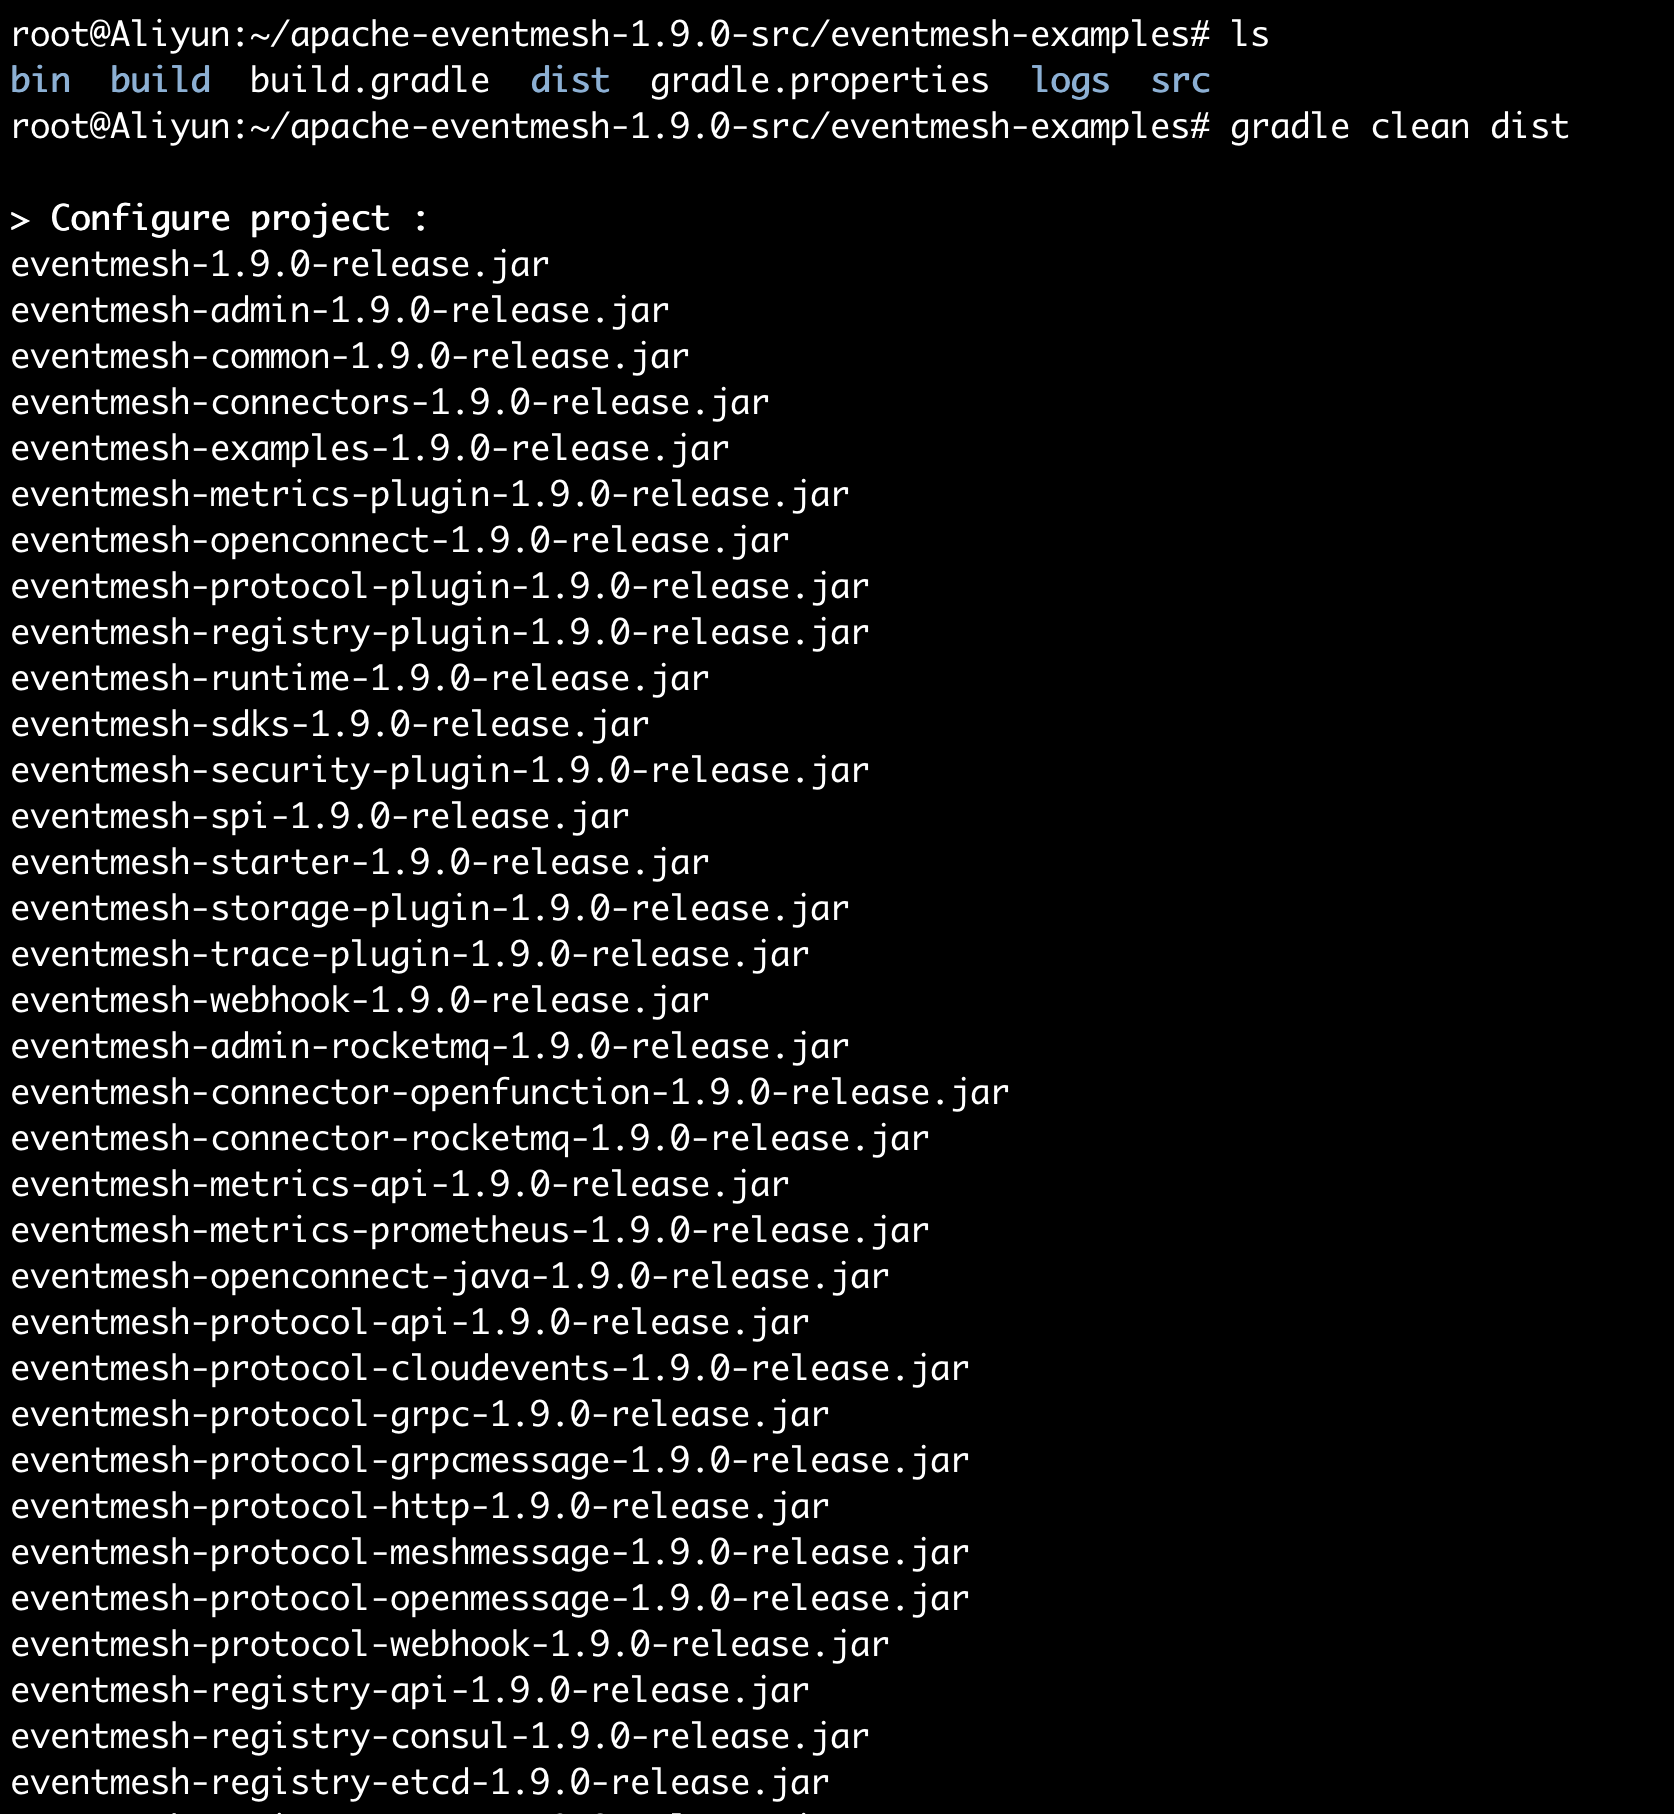 root@Aliyun:~/apache-eventmesh-1.9.0-src/eventmesh-examples# ls
bin  build  build.gradle  dist  gradle.properties  logs  src
root@Aliyun:~/apache-eventmesh-1.9.0-src/eventmesh-examples# gradle clean dist
> Configure project :
eventmesh-1.9.0-release.jar
eventmesh-admin-1.9.0-release.jar
eventmesh-common-1.9.0-release.jar
eventmesh-connectors-1.9.0-release.jar
eventmesh-examples-1.9.0-release.jar
eventmesh-metrics-plugin-1.9.0-release.jar
eventmesh-openconnect-1.9.0-release.jar
eventmesh-protocol-plugin-1.9.0-release.jar
eventmesh-registry-plugin-1.9.0-release.jar
eventmesh-runtime-1.9.0-release.jar
eventmesh-sdks-1.9.0-release.jar
eventmesh-security-plugin-1.9.0-release.jar
eventmesh-spi-1.9.0-release.jar
eventmesh-starter-1.9.0-release.jar
eventmesh-storage-plugin-1.9.0-release.jar
eventmesh-trace-plugin-1.9.0-release.jar
eventmesh-webhook-1.9.0-release.jar
eventmesh-admin-rocketmq-1.9.0-release.jar
eventmesh-connector-openfunction-1.9.0-release.jar
eventmesh-connector-rocketmq-1.9.0-release.jar
eventmesh-metrics-api-1.9.0-release.jar
eventmesh-metrics-prometheus-1.9.0-release.jar
eventmesh-openconnect-java-1.9.0-release.jar
eventmesh-protocol-api-1.9.0-release.jar
eventmesh-protocol-cloudevents-1.9.0-release.jar
eventmesh-protocol-grpc-1.9.0-release.jar
eventmesh-protocol-grpcmessage-1.9.0-release.jar
eventmesh-protocol-http-1.9.0-release.jar
eventmesh-protocol-meshmessage-1.9.0-release.jar
eventmesh-protocol-openmessage-1.9.0-release.jar
eventmesh-protocol-webhook-1.9.0-release.jar
eventmesh-registry-api-1.9.0-release.jar
eventmesh-registry-consul-1.9.0-release.jar
eventmesh-registry-etcd-1.9.0-release.jar